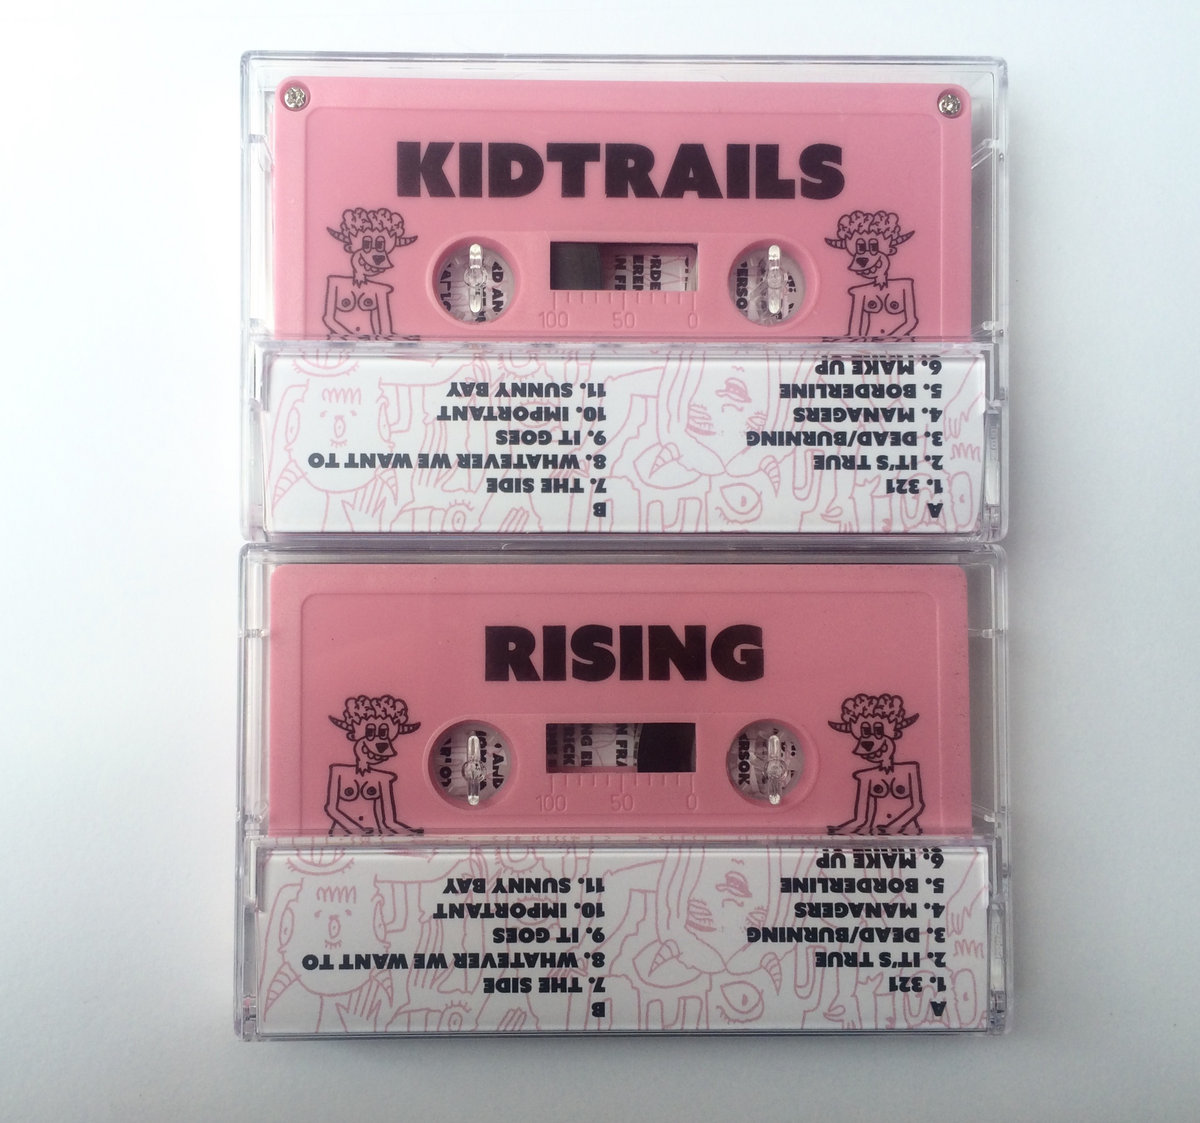 KIDTRAILS
100 50 0
A
1. 321
2. IT'S TRUE
3. DEAD/BURNING
4. MANAGERS
5. BORDERLINE
6. MAKE UP
B
7. THE SIDE
8. WHATEVER WE WANT TO
9. IT GOES
10. IMPORTANT
11. SUNNY BAY
RISING
100 50 0
A
1. 321
2. IT'S TRUE
3. DEAD/BURNING
4. MANAGERS
5. BORDERLINE
6. MAKE UP
B
7. THE SIDE
8. WHATEVER WE WANT TO
9. IT GOES
10. IMPORTANT
11. SUNNY BAY